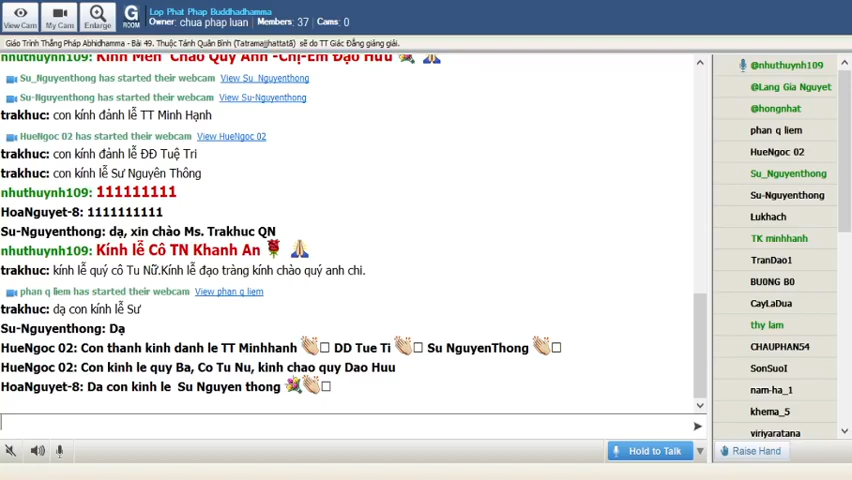 View Cam
My Cam
Enlarge
G
ROOM
Lop Phat Phap Buddhadhamma
Owner: chua phap luan Members: 37 Cams: 0
Giáo Trình Thắng Pháp Abhidhamma - Bài 49. Thuộc Tánh Quân Bình (Tatramajjhattatā) sẽ do TT Giác Đẳng giảng giải.
nhuthuynh109: Kính Mến Chào Quý Anh -Chị-Em Đạo Hữu
Su_Nguyenthong has started their webcam View Su_Nguyenthong
Su-Nguyenthong has started their webcam View Su-Nguyenthong
trakhuc: con kính đảnh lễ TT Minh Hạnh
HueNgoc 02 has started their webcam View HueNgoc 02
trakhuc: con kính đảnh lễ ĐĐ Tuệ Tri
trakhuc: con kính lễ Sư Nguyên Thông
nhuthuynh109: 111111111
HoaNguyet-8: 1111111111
Su-Nguyenthong: dạ, xin chào Ms. Trakhuc QN
nhuthuynh109: Kính lễ Cô TN Khanh An
trakhuc: kính lễ quý cô Tu Nữ.Kính lễ đạo tràng kính chào quý anh chi.
phan q liem has started their webcam View phan q liem
trakhuc: dạ con kính lễ Sư
Su-Nguyenthong: Dạ
HueNgoc 02: Con thanh kinh danh le TT Minhhanh DD Tue Ti Su NguyenThong
HueNgoc 02: Con kinh le quy Ba, Co Tu Nu, kinh chao quy Dao Huu
HoaNguyet-8: Da con kinh le Su Nguyen thong
Hold to Talk
@nhuthuynh109
@Lang Gia Nguyet
@hongnhat
phan q liem
HueNgoc 02
Su_Nguyenthong
Su-Nguyenthong
Lukhach
TK minhhanh
TranDao1
BU0NG B0
CayLaDua
thy lam
CHAUPHAN54
SonSuoI
nam-ha_1
khema_5
viriyaratana
Raise Hand